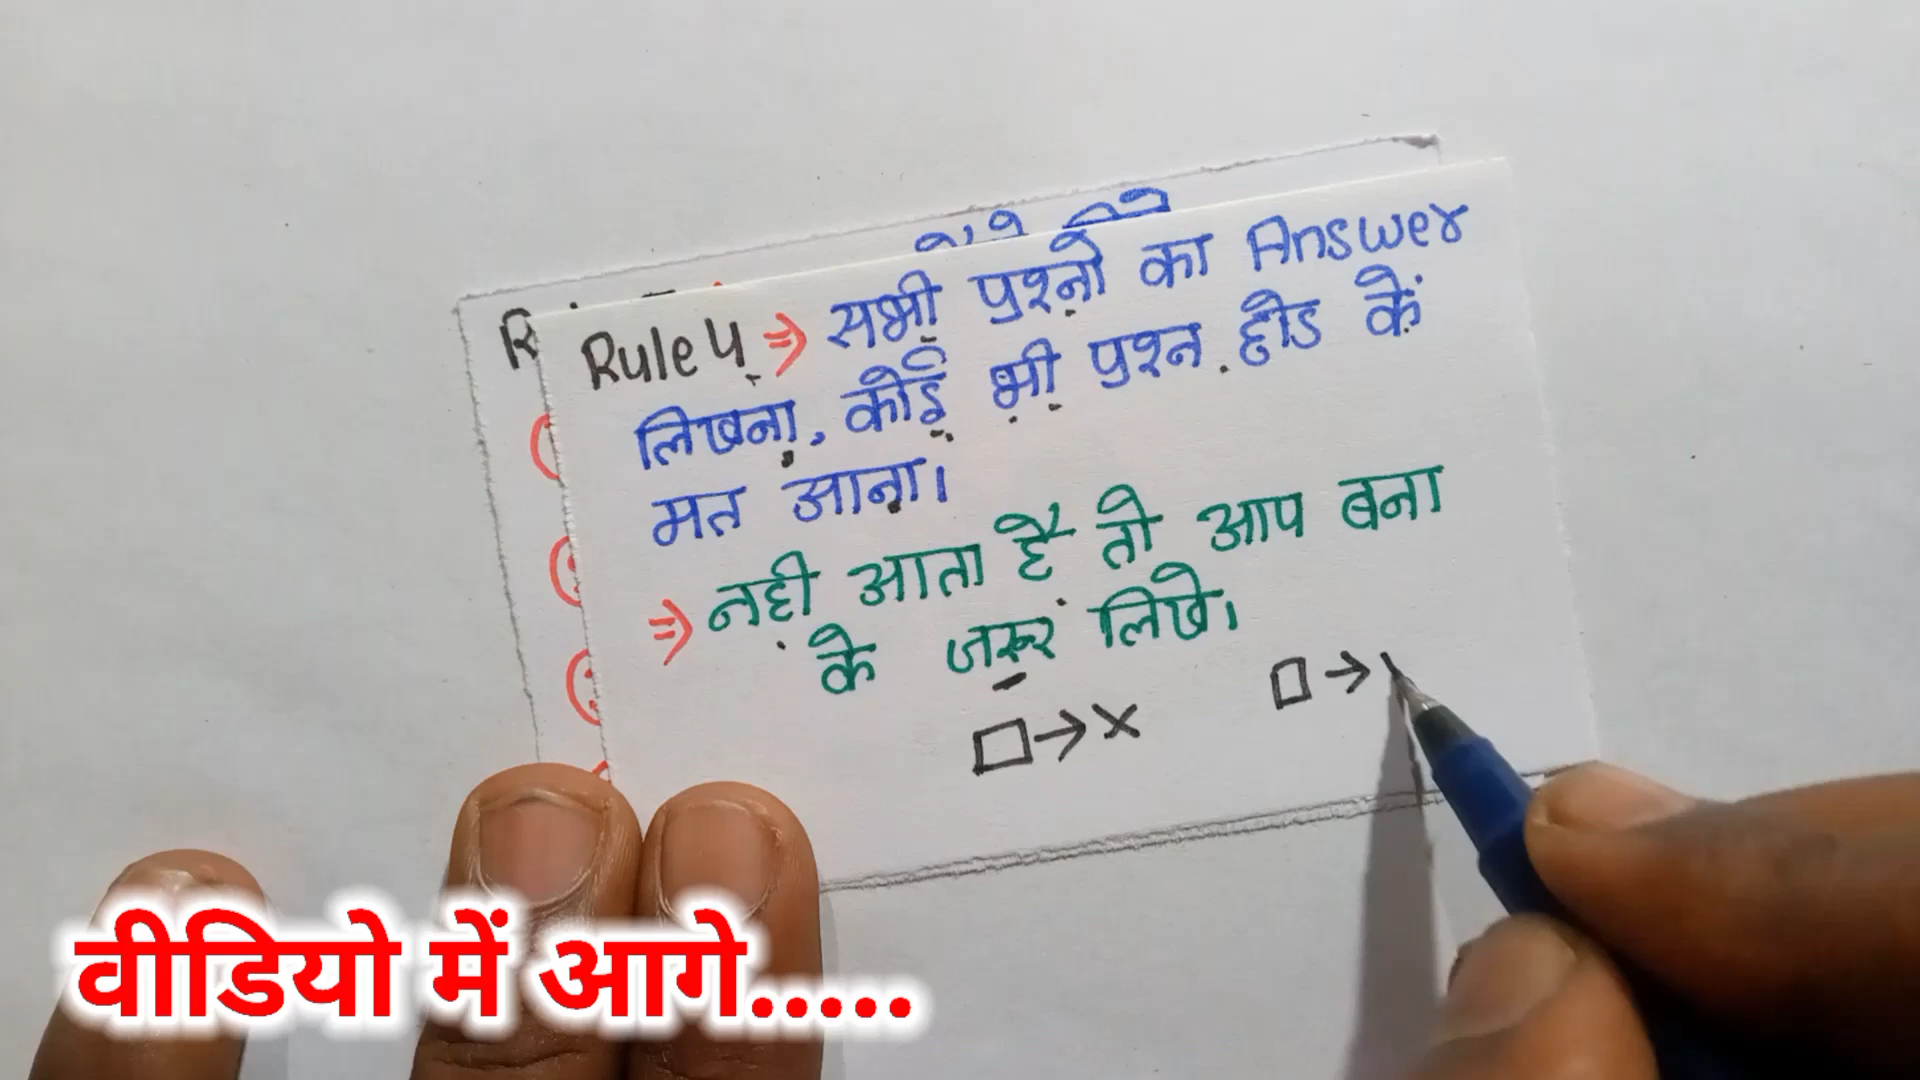 Rule 4 ⇒ सभी प्रश्नों का Answer
लिखना, कोई भी प्रश्न छोड कें
मत आना।
⇒ नही आता है तो आप बना
के जरूर लिखे।
□→×
□→
वीडियो में आगे.....